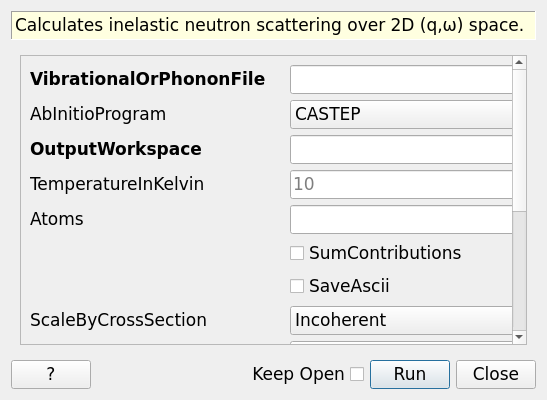 Calculates inelastic neutron scattering over 2D (q,ω) space.
VibrationalOrPhononFile
AbInitioProgram CASTEP
OutputWorkspace
TemperatureInKelvin 10
Atoms
SumContributions
SaveAscii
ScaleByCrossSection Incoherent
? Keep Open Run Close